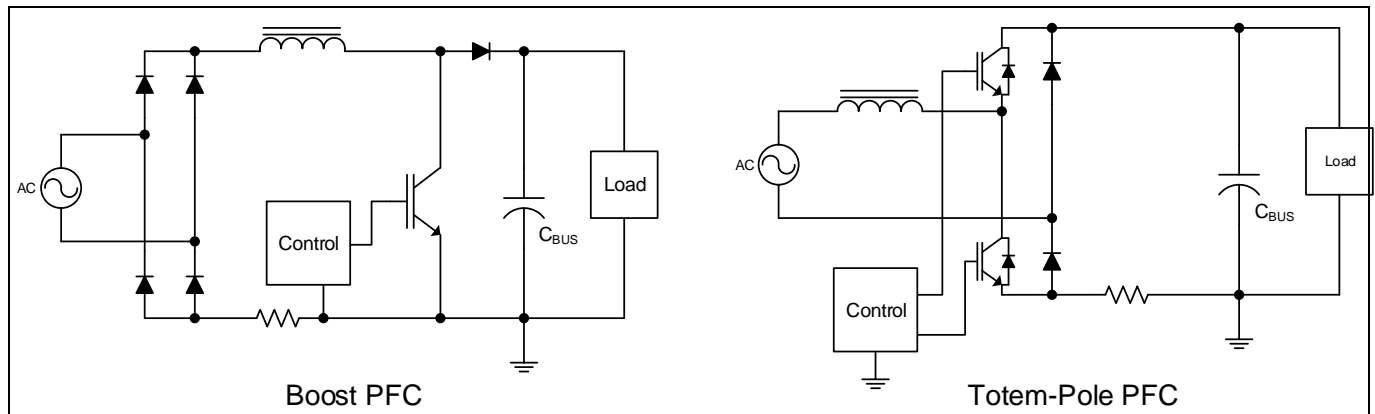 AC
Control
Load
CBUS
Boost PFC
AC
Control
Load
CBUS
Totem-Pole PFC